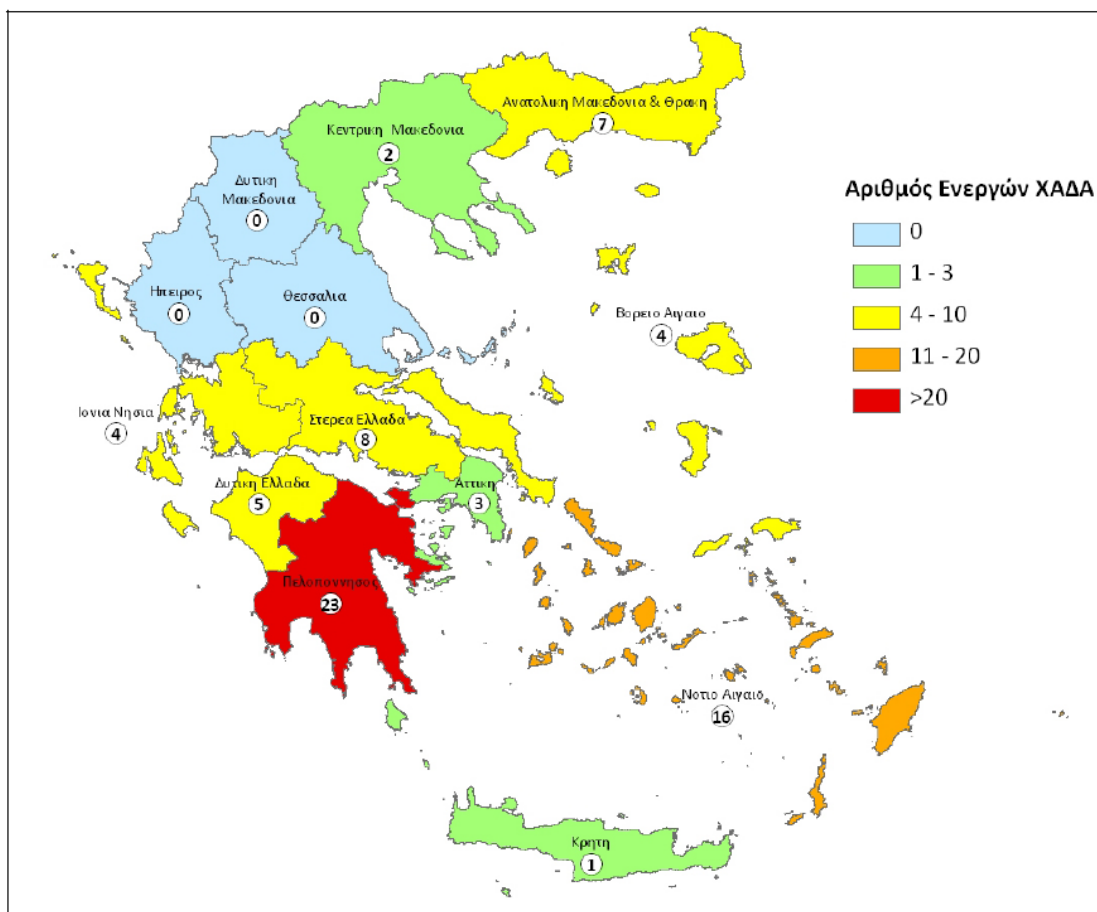 Ανατολικη Μακεδονια & Θρακη
7
Κεντρικη Μακεδονια
2
Δυτικη
Μακεδονια
0
Ηπειρος
0
Θεσσαλια
0
Βορειο Αιγαιο
4
Ιονια Νησια
4
Στερεα Ελλαδα
8
Δυτικη Ελλαδα
5
Αττικη
3
Πελοποννησος
23
Νοτιο Αιγαιο
16
Κρητη
1
Αριθμός Ενεργών ΧΑΔΑ
0
1 - 3
4 - 10
11 - 20
>20